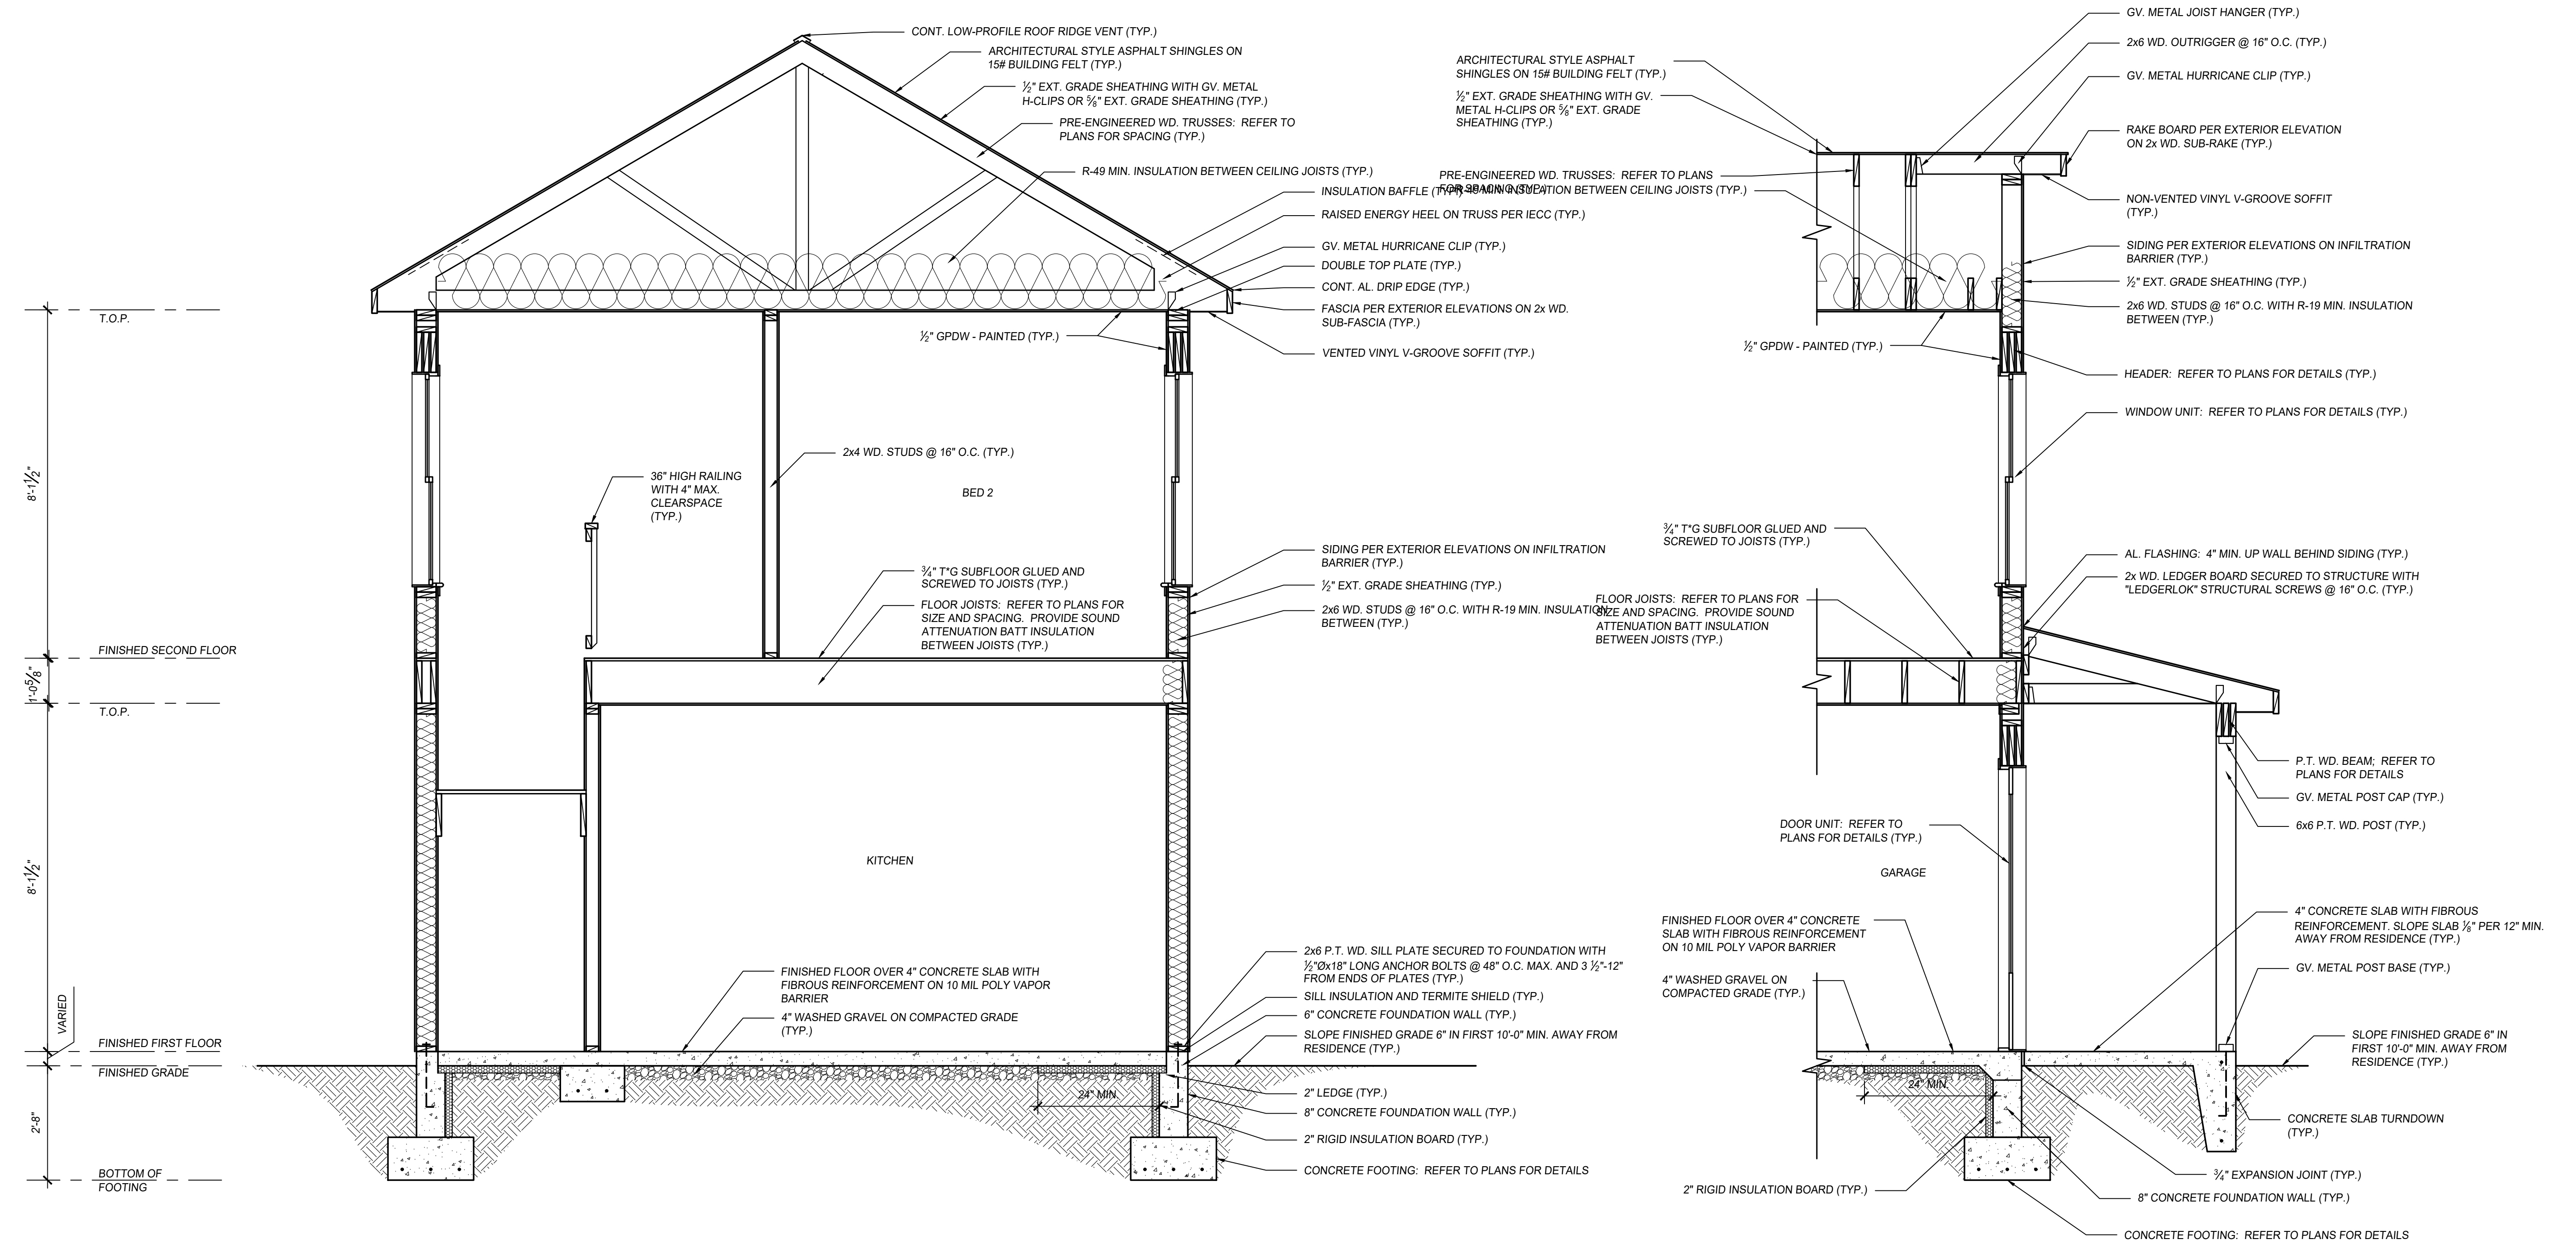 CONT. LOW-PROFILE ROOF RIDGE VENT (TYP.)
ARCHITECTURAL STYLE ASPHALT SHINGLES ON
15# BUILDING FELT (TYP.)
½" EXT. GRADE SHEATHING WITH GV. METAL
H-CLIPS OR ⅝" EXT. GRADE SHEATHING (TYP.)
PRE-ENGINEERED WD. TRUSSES: REFER TO
PLANS FOR SPACING (TYP.)
R-49 MIN. INSULATION BETWEEN CEILING JOISTS (TYP.)
INSULATION BAFFLE (TYP.)
RAISED ENERGY HEEL ON TRUSS PER IECC (TYP.)
GV. METAL HURRICANE CLIP (TYP.)
DOUBLE TOP PLATE (TYP.)
CONT. AL. DRIP EDGE (TYP.)
FASCIA PER EXTERIOR ELEVATIONS ON 2x WD.
SUB-FASCIA (TYP.)
VENTED VINYL V-GROOVE SOFFIT (TYP.)
½" GPDW - PAINTED (TYP.)
T.O.P.
8'-1½"
2x4 WD. STUDS @ 16" O.C. (TYP.)
36" HIGH RAILING
WITH 4" MAX.
CLEARSPACE
(TYP.)
BED 2
¾" T*G SUBFLOOR GLUED AND
SCREWED TO JOISTS (TYP.)
FLOOR JOISTS: REFER TO PLANS FOR
SIZE AND SPACING. PROVIDE SOUND
ATTENUATION BATT INSULATION
BETWEEN JOISTS (TYP.)
SIDING PER EXTERIOR ELEVATIONS ON INFILTRATION
BARRIER (TYP.)
½" EXT. GRADE SHEATHING (TYP.)
2x6 WD. STUDS @ 16" O.C. WITH R-19 MIN. INSULATION
BETWEEN (TYP.)
FINISHED SECOND FLOOR
1'-0⅝"
T.O.P.
8'-1½"
KITCHEN
FINISHED FLOOR OVER 4" CONCRETE SLAB WITH
FIBROUS REINFORCEMENT ON 10 MIL POLY VAPOR
BARRIER
4" WASHED GRAVEL ON COMPACTED GRADE
(TYP.)
2x6 P.T. WD. SILL PLATE SECURED TO FOUNDATION WITH
½"Øx18" LONG ANCHOR BOLTS @ 48" O.C. MAX. AND 3 ½"-12"
FROM ENDS OF PLATES (TYP.)
SILL INSULATION AND TERMITE SHIELD (TYP.)
6" CONCRETE FOUNDATION WALL (TYP.)
SLOPE FINISHED GRADE 6" IN FIRST 10'-0" MIN. AWAY FROM
RESIDENCE (TYP.)
2" LEDGE (TYP.)
8" CONCRETE FOUNDATION WALL (TYP.)
2" RIGID INSULATION BOARD (TYP.)
CONCRETE FOOTING: REFER TO PLANS FOR DETAILS
24" MIN.
VARIED
FINISHED FIRST FLOOR
FINISHED GRADE
2'-8"
BOTTOM OF
FOOTING
ARCHITECTURAL STYLE ASPHALT
SHINGLES ON 15# BUILDING FELT (TYP.)
½" EXT. GRADE SHEATHING WITH GV.
METAL H-CLIPS OR ⅝" EXT. GRADE
SHEATHING (TYP.)
PRE-ENGINEERED WD. TRUSSES: REFER TO PLANS
FOR SPACING (TYP.)
R-49 MIN. INSULATION BETWEEN CEILING JOISTS (TYP.)
½" GPDW - PAINTED (TYP.)
GV. METAL JOIST HANGER (TYP.)
2x6 WD. OUTRIGGER @ 16" O.C. (TYP.)
GV. METAL HURRICANE CLIP (TYP.)
RAKE BOARD PER EXTERIOR ELEVATION
ON 2x WD. SUB-RAKE (TYP.)
NON-VENTED VINYL V-GROOVE SOFFIT
(TYP.)
SIDING PER EXTERIOR ELEVATIONS ON INFILTRATION
BARRIER (TYP.)
½" EXT. GRADE SHEATHING (TYP.)
2x6 WD. STUDS @ 16" O.C. WITH R-19 MIN. INSULATION
BETWEEN (TYP.)
HEADER: REFER TO PLANS FOR DETAILS (TYP.)
WINDOW UNIT: REFER TO PLANS FOR DETAILS (TYP.)
¾" T*G SUBFLOOR GLUED AND
SCREWED TO JOISTS (TYP.)
FLOOR JOISTS: REFER TO PLANS FOR
SIZE AND SPACING. PROVIDE SOUND
ATTENUATION BATT INSULATION
BETWEEN JOISTS (TYP.)
AL. FLASHING: 4" MIN. UP WALL BEHIND SIDING (TYP.)
2x WD. LEDGER BOARD SECURED TO STRUCTURE WITH
"LEDGERLOK" STRUCTURAL SCREWS @ 16" O.C. (TYP.)
P.T. WD. BEAM; REFER TO
PLANS FOR DETAILS
GV. METAL POST CAP (TYP.)
6x6 P.T. WD. POST (TYP.)
DOOR UNIT: REFER TO
PLANS FOR DETAILS (TYP.)
GARAGE
FINISHED FLOOR OVER 4" CONCRETE
SLAB WITH FIBROUS REINFORCEMENT
ON 10 MIL POLY VAPOR BARRIER
4" WASHED GRAVEL ON
COMPACTED GRADE (TYP.)
4" CONCRETE SLAB WITH FIBROUS
REINFORCEMENT. SLOPE SLAB ⅛" PER 12" MIN.
AWAY FROM RESIDENCE (TYP.)
GV. METAL POST BASE (TYP.)
SLOPE FINISHED GRADE 6" IN
FIRST 10'-0" MIN. AWAY FROM
RESIDENCE (TYP.)
24" MIN.
CONCRETE SLAB TURNDOWN
(TYP.)
¾" EXPANSION JOINT (TYP.)
2" RIGID INSULATION BOARD (TYP.)
8" CONCRETE FOUNDATION WALL (TYP.)
CONCRETE FOOTING: REFER TO PLANS FOR DETAILS